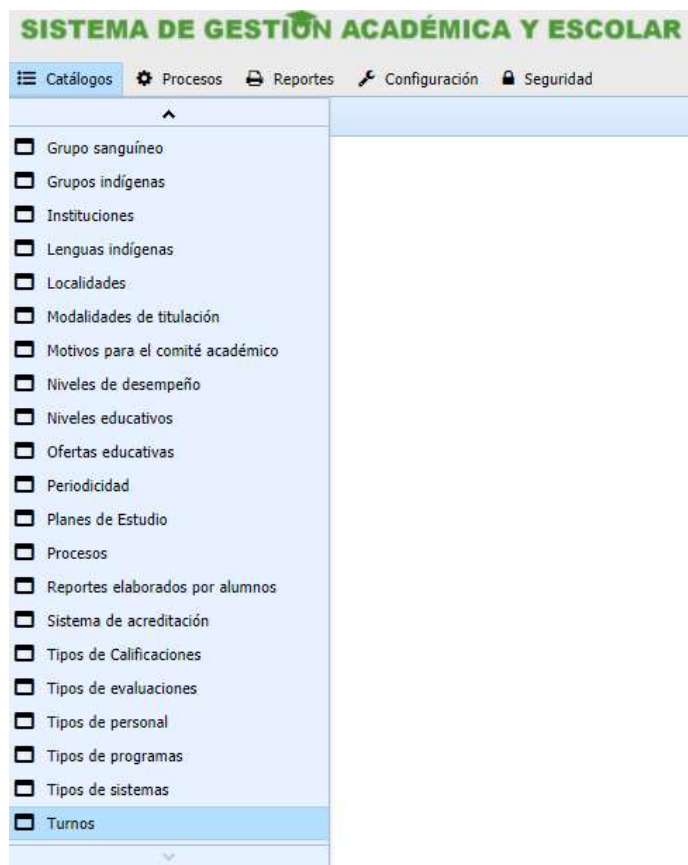 SISTEMA DE GESTIÓN ACADÉMICA Y ESCOLAR
Catálogos Procesos Reportes Configuración Seguridad
Grupo sanguíneo
Grupos indígenas
Instituciones
Lenguas indígenas
Localidades
Modalidades de titulación
Motivos para el comité académico
Niveles de desempeño
Niveles educativos
Ofertas educativas
Periodicidad
Planes de Estudio
Procesos
Reportes elaborados por alumnos
Sistema de acreditación
Tipos de Calificaciones
Tipos de evaluaciones
Tipos de personal
Tipos de programas
Tipos de sistemas
Turnos